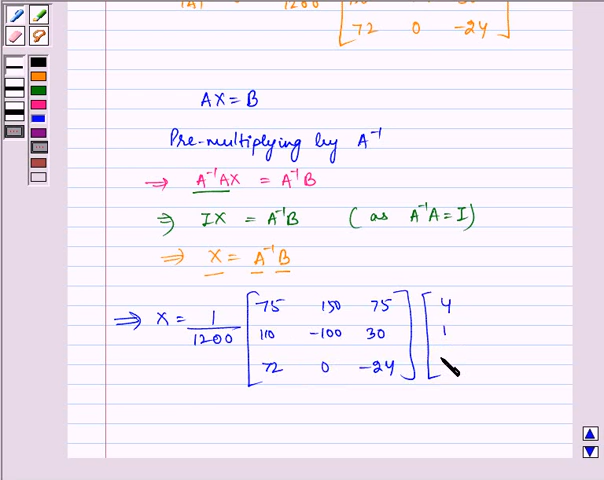 |A| 1200
72 0 -24
AX = B
Pre-multiplying by A⁻¹
⇒ A⁻¹AX = A⁻¹B
⇒ IX = A⁻¹B (as A⁻¹A = I)
⇒ X = A⁻¹B
⇒ X = 1/1200 [75 150 75] [4
110 -100 30 1
72 0 -24]